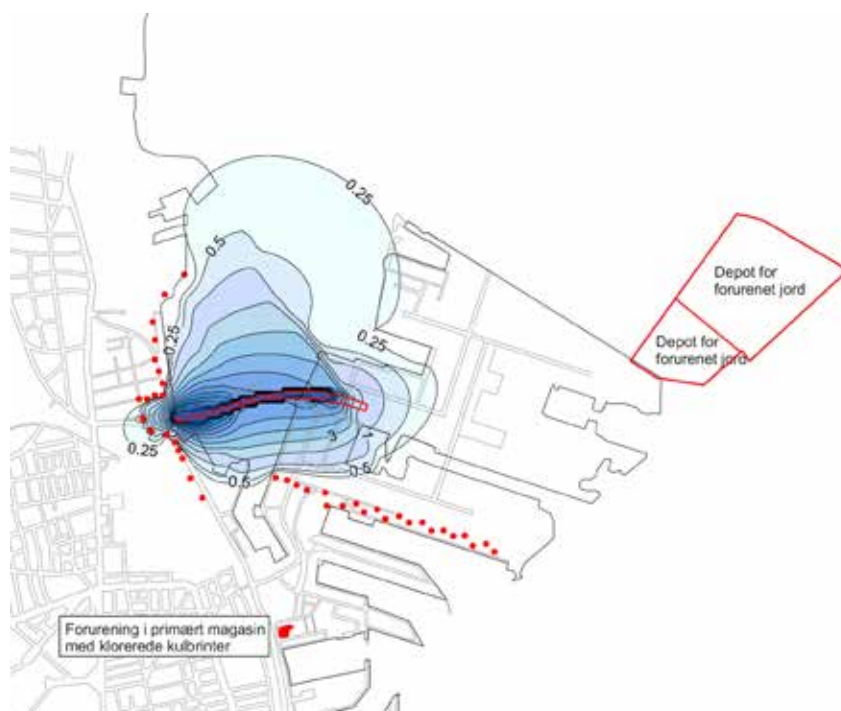 0.25
0.5
0.25
0.25
Depot for
forurenet jord
Depot for
forurenet jord
0.25
3
1
0.5
0.5
Forurening i primært magasin
med klorerede kulbrinter